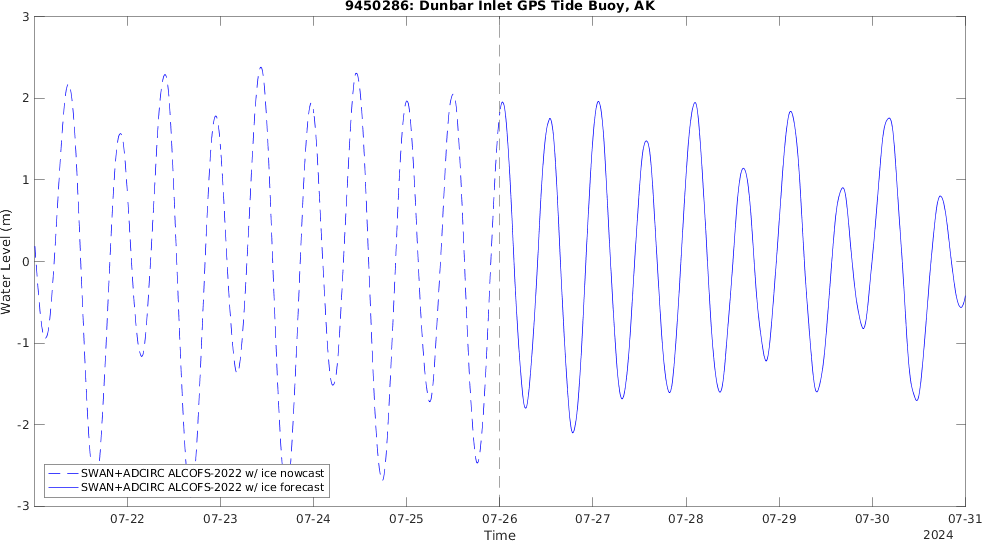 9450286: Dunbar Inlet GPS Tide Buoy, AK
3
2
1
0
-1
-2
-3
Water Level (m)
SWAN+ADCIRC ALCOFS-2022 w/ ice nowcast
SWAN+ADCIRC ALCOFS-2022 w/ ice forecast
07-22 07-23 07-24 07-25 07-26 07-27 07-28 07-29 07-30 07-31
Time
2024